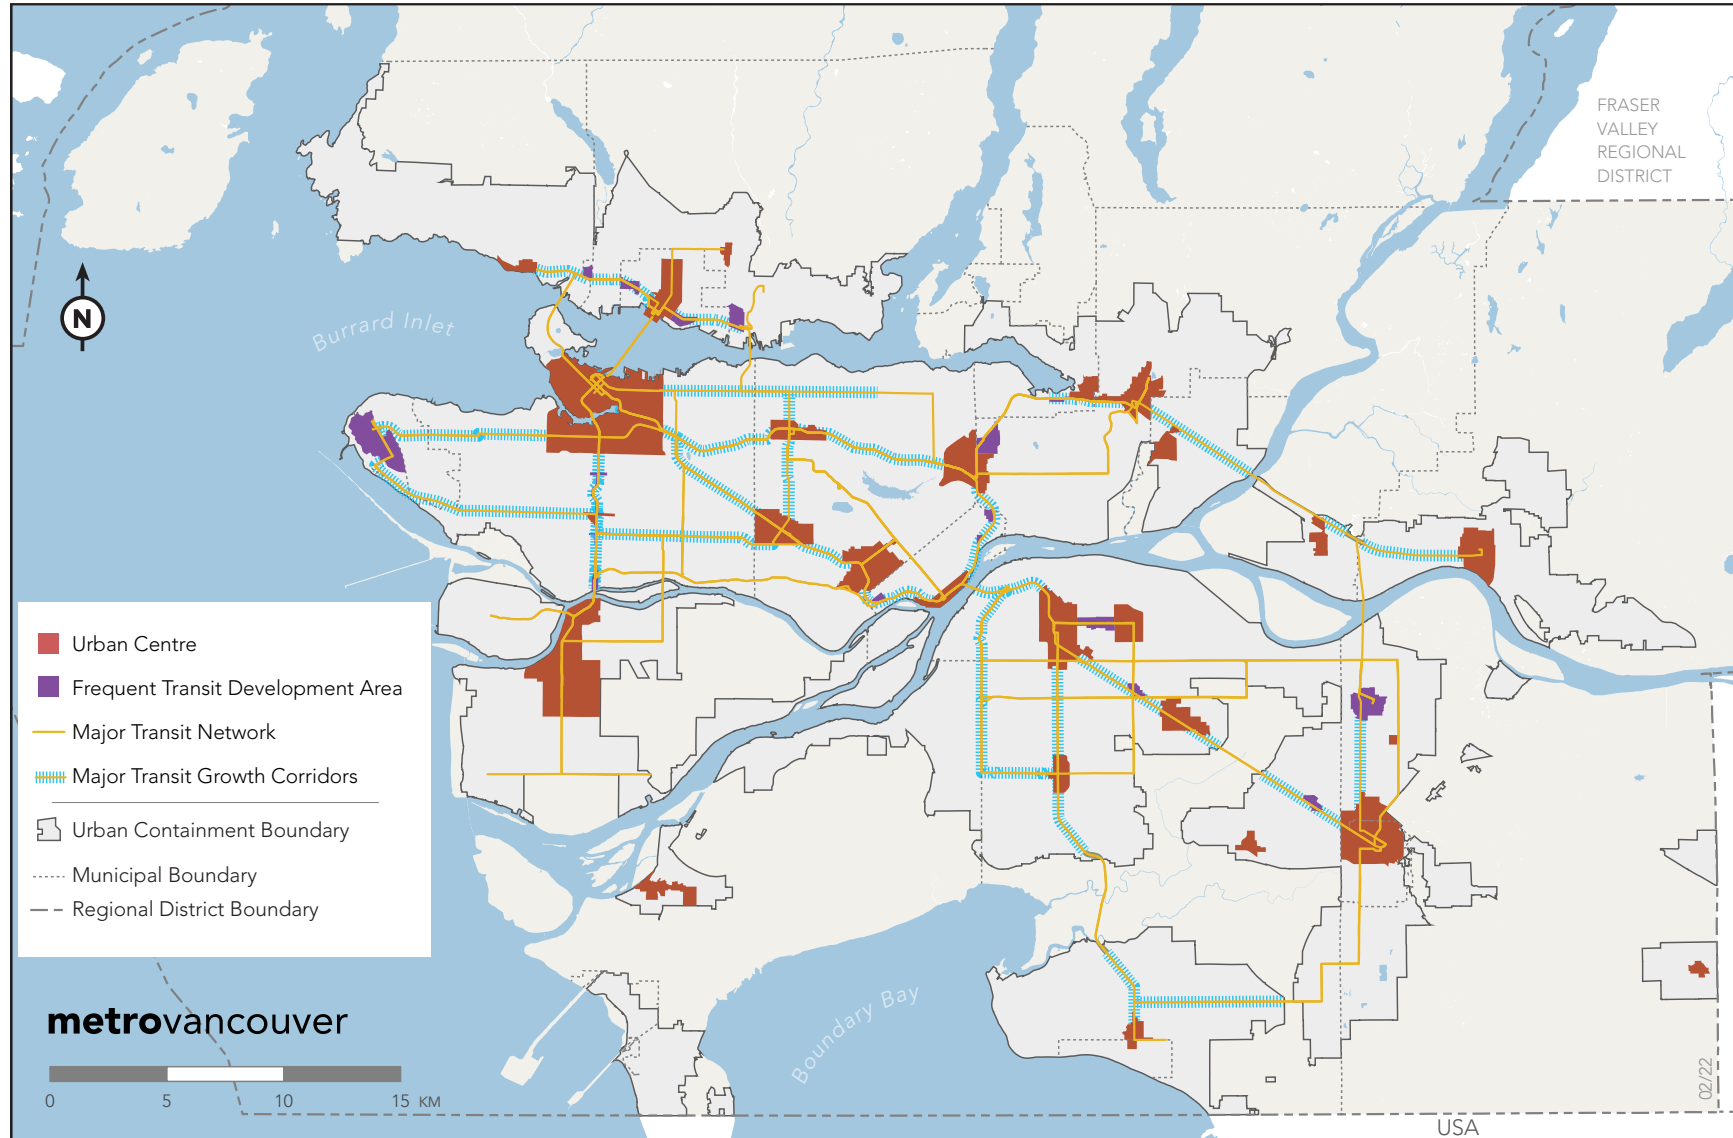 FRASER
VALLEY
REGIONAL
DISTRICT
N
Burrard Inlet
Urban Centre
Frequent Transit Development Area
Major Transit Network
Major Transit Growth Corridors
Urban Containment Boundary
Municipal Boundary
Regional District Boundary
metrovancouver
Boundary Bay
0 5 10 15 KM
02/22
USA